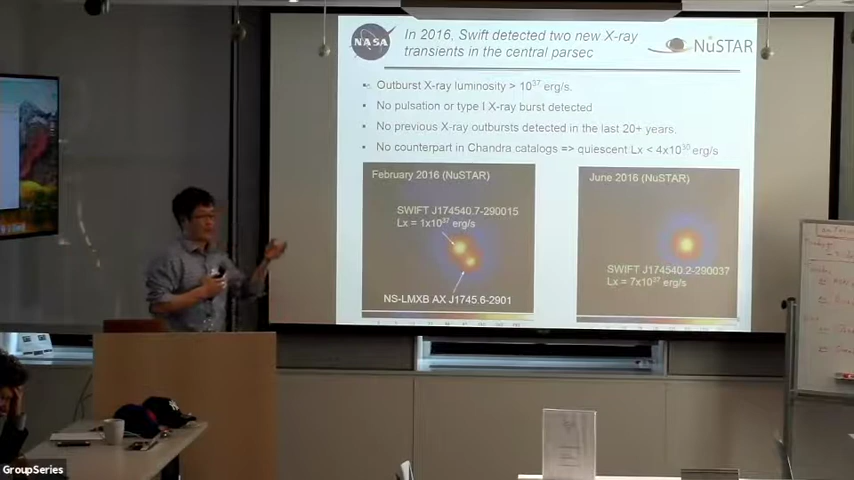 NASA
In 2016, Swift detected two new X-ray
transients in the central parsec
NuSTAR
• Outburst X-ray luminosity > 10³⁷ erg/s.
• No pulsation or type I X-ray burst detected
• No previous X-ray outbursts detected in the last 20+ years.
• No counterpart in Chandra catalogs => quiescent Lx < 4x10³⁰ erg/s)
February 2016 (NuSTAR)
SWIFT J174540.7-290015
Lx = 1x10³⁷ erg/s
NS-LMXB AX J1745.6-2901
June 2016 (NuSTAR)
SWIFT J174540.2-290037
Lx = 7x10³⁷ erg/s
GroupSeries